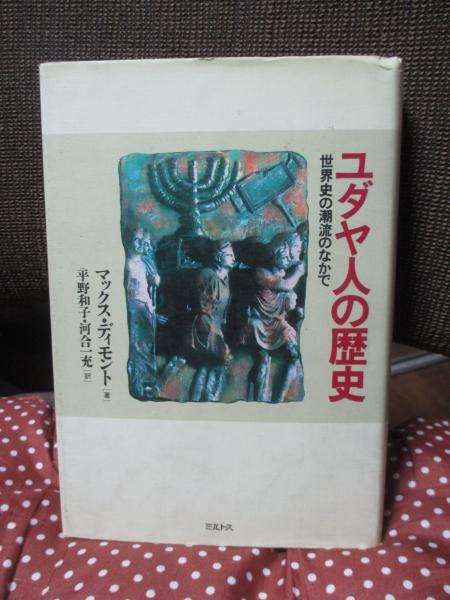 ユダヤ人の歴史
世界史の潮流のなかで
マックス・ディモント[著]
平野和子・河合一充[訳]
ミルトス